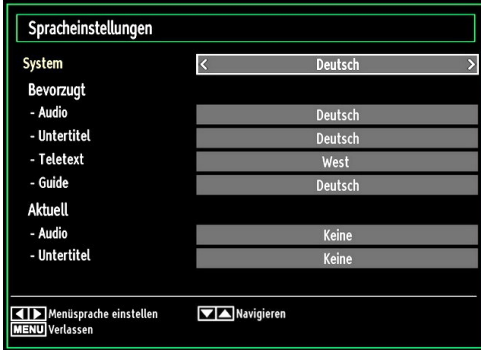 Spracheinstellungen
System < Deutsch >
Bevorzugt
- Audio Deutsch
- Untertitel Deutsch
- Teletext West
- Guide Deutsch
Aktuell
- Audio Keine
- Untertitel Keine
Menüsprache einstellen Navigieren
MENU Verlassen